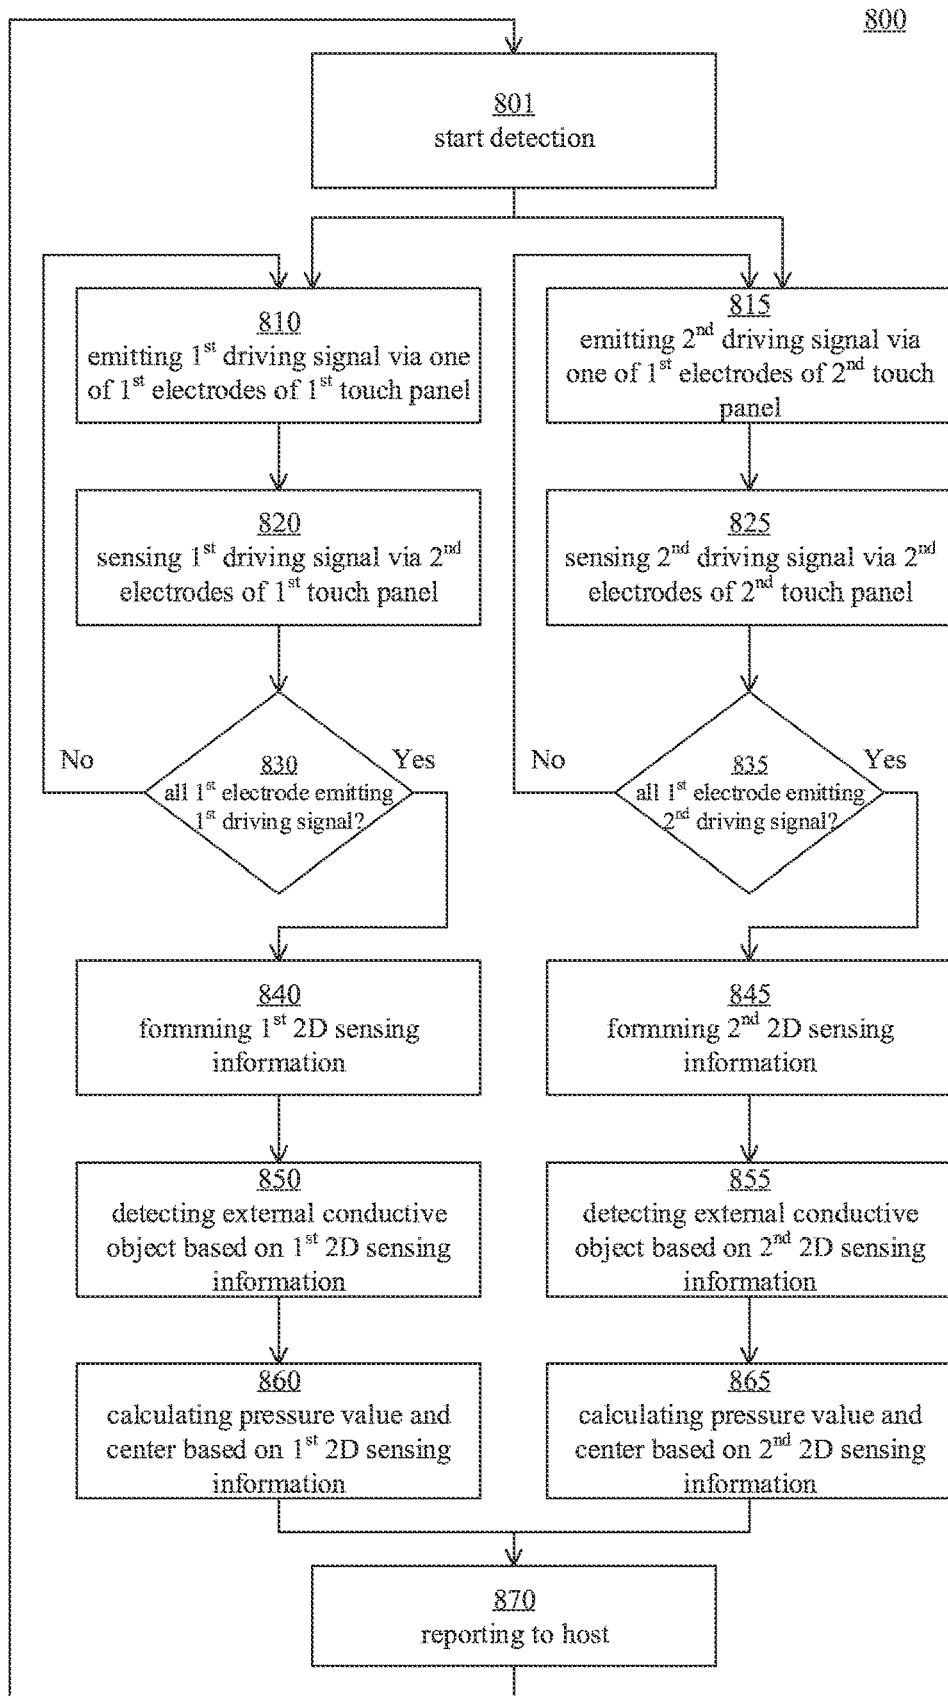 800
801
start detection
810
emitting 1st driving signal via one
of 1st electrodes of 1st touch panel
815
emitting 2nd driving signal via
one of 1st electrodes of 2nd touch
panel
820
sensing 1st driving signal via 2nd
electrodes of 1st touch panel
825
sensing 2nd driving signal via 2nd
electrodes of 2nd touch panel
No
Yes
830
all 1st electrode emitting
1st driving signal?
No
Yes
835
all 1st electrode emitting
2nd driving signal?
840
formming 1st 2D sensing
information
845
formming 2nd 2D sensing
information
850
detecting external conductive
object based on 1st 2D sensing
information
855
detecting external conductive
object based on 2nd 2D sensing
information
860
calculating pressure value and
center based on 1st 2D sensing
information
865
calculating pressure value and
center based on 2nd 2D sensing
information
870
reporting to host